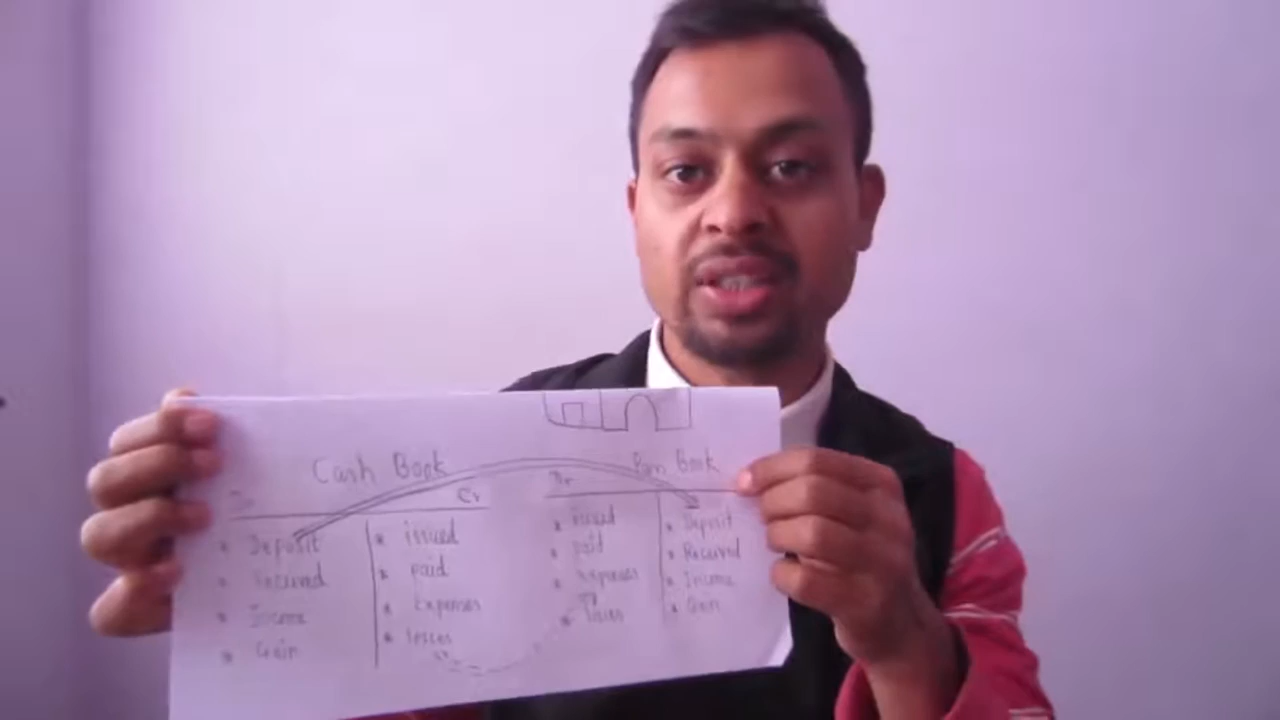 Cash Book
Dr
Cr
* Deposit
* Received
* Income
* Gain
* issued
* paid
* Expenses
* losses
Book
Dr
* issued
* paid
* Expenses
* losses
* Deposit
* Received
* Income
* Gain